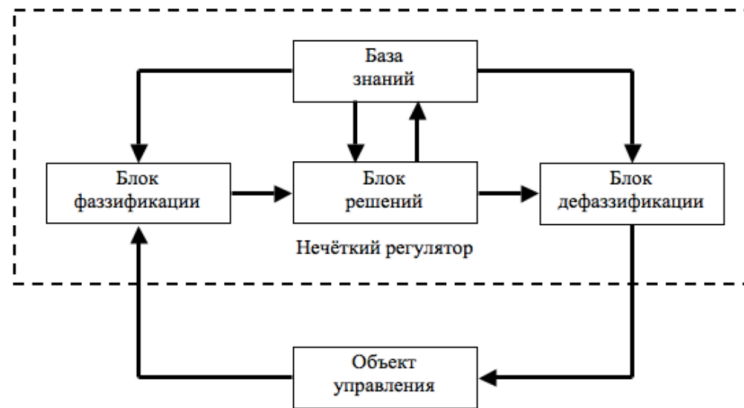 База
знаний
Блок
фаззификации
Блок
решений
Блок
дефаззификации
Нечёткий регулятор
Объект
управления